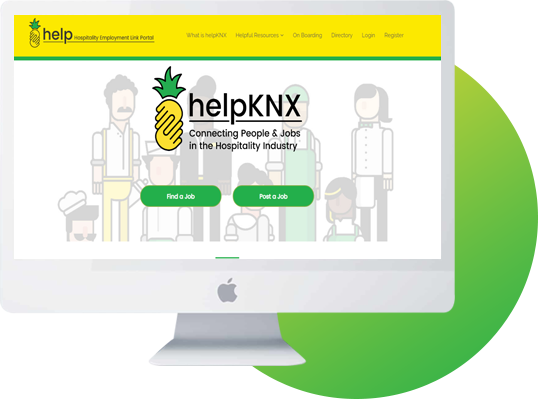 help Hospitality Employment Link Portal
What is helpKNX Helpful Resources On Boarding Directory Login Register
helpKNX
Connecting People & Jobs
in the Hospitality Industry
Find a Job Post a Job